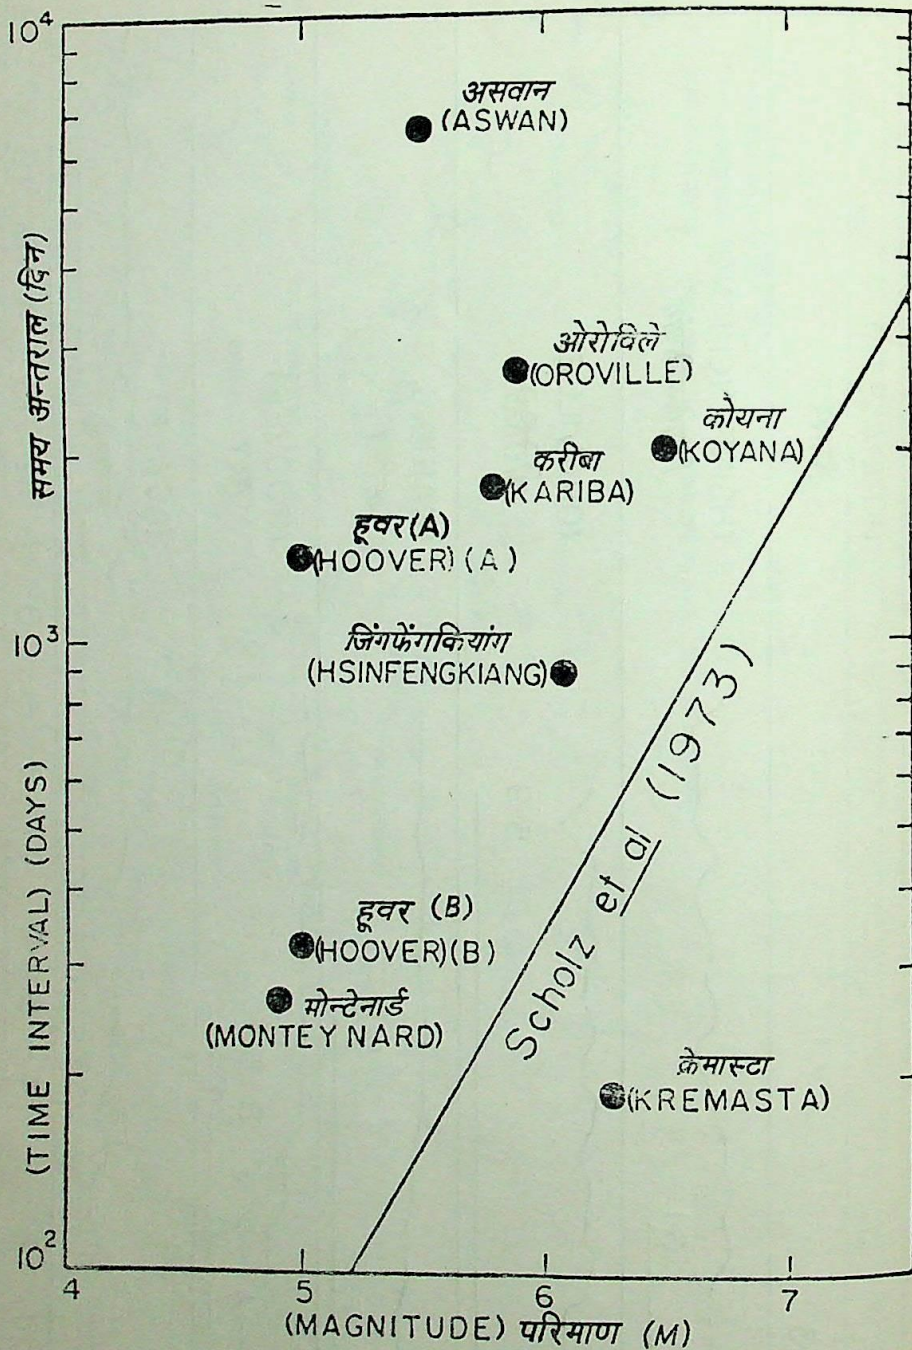 10⁴
असवान
(ASWAN)
ओरोविले
(OROVILLE)
कोयना
(KOYANA)
करीबा
(KARIBA)
हूवर(A)
(HOOVER) (A)
10³
जिंगफेंगकियांग
(HSINFENGKIANG)
Scholz et al (1973)
हूवर (B)
(HOOVER)(B)
मोन्टेनार्ड
(MONTEY NARD)
क्रेमास्टा
(KREMASTA)
10²
(TIME INTERVAL) (DAYS) समय अन्तराल (दिन)
4 5 6 7
(MAGNITUDE) परिमाण (M)